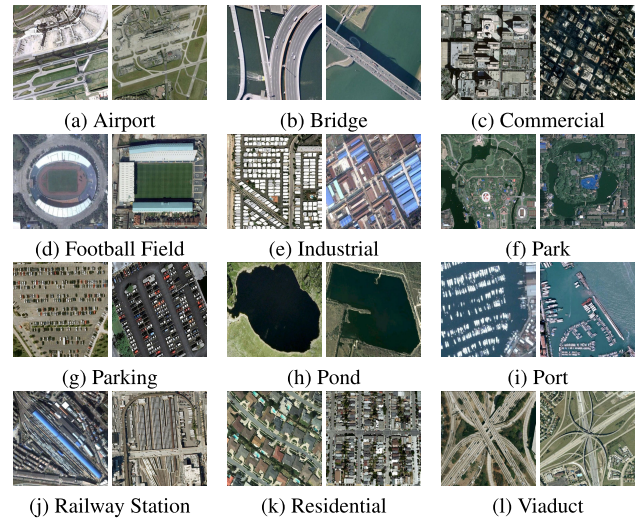 (a) Airport
(b) Bridge
(c) Commercial
(d) Football Field
(e) Industrial
(f) Park
(g) Parking
(h) Pond
(i) Port
(j) Railway Station
(k) Residential
(l) Viaduct